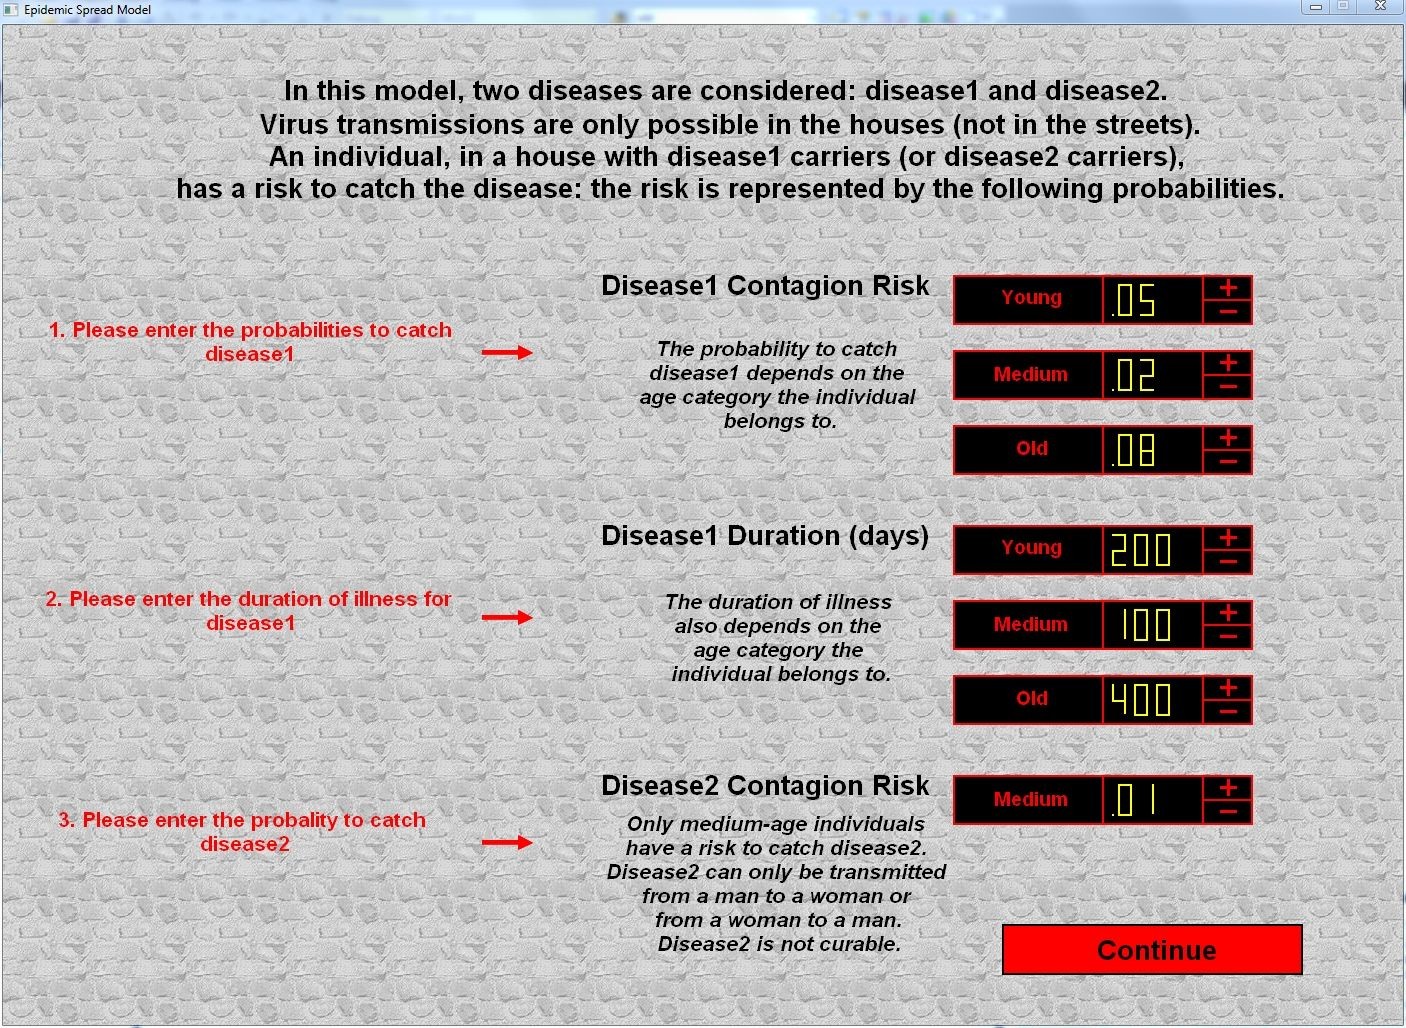 Epidemic Spread Model
In this model, two diseases are considered: disease1 and disease2.
Virus transmissions are only possible in the houses (not in the streets).
An individual, in a house with disease1 carriers (or disease2 carriers),
has a risk to catch the disease: the risk is represented by the following probabilities.
1. Please enter the probabilities to catch
disease1
Disease1 Contagion Risk
The probability to catch
disease1 depends on the
age category the individual
belongs to.
Young .05 + −
Medium .02 + −
Old .08 + −
2. Please enter the duration of illness for
disease1
Disease1 Duration (days)
The duration of illness
also depends on the
age category the
individual belongs to.
Young 200 + −
Medium 100 + −
Old 400 + −
3. Please enter the probality to catch
disease2
Disease2 Contagion Risk
Only medium-age individuals
have a risk to catch disease2.
Disease2 can only be transmitted
from a man to a woman or
from a woman to a man.
Disease2 is not curable.
Medium .01 + −
Continue